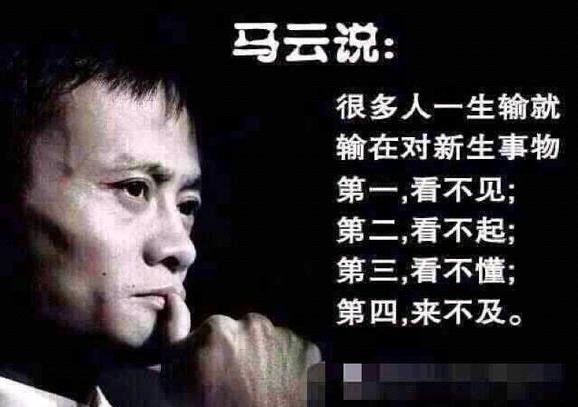 马云说:
很多人一生输就
输在对新生事物
第一,看不见;
第二,看不起;
第三,看不懂;
第四,来不及。